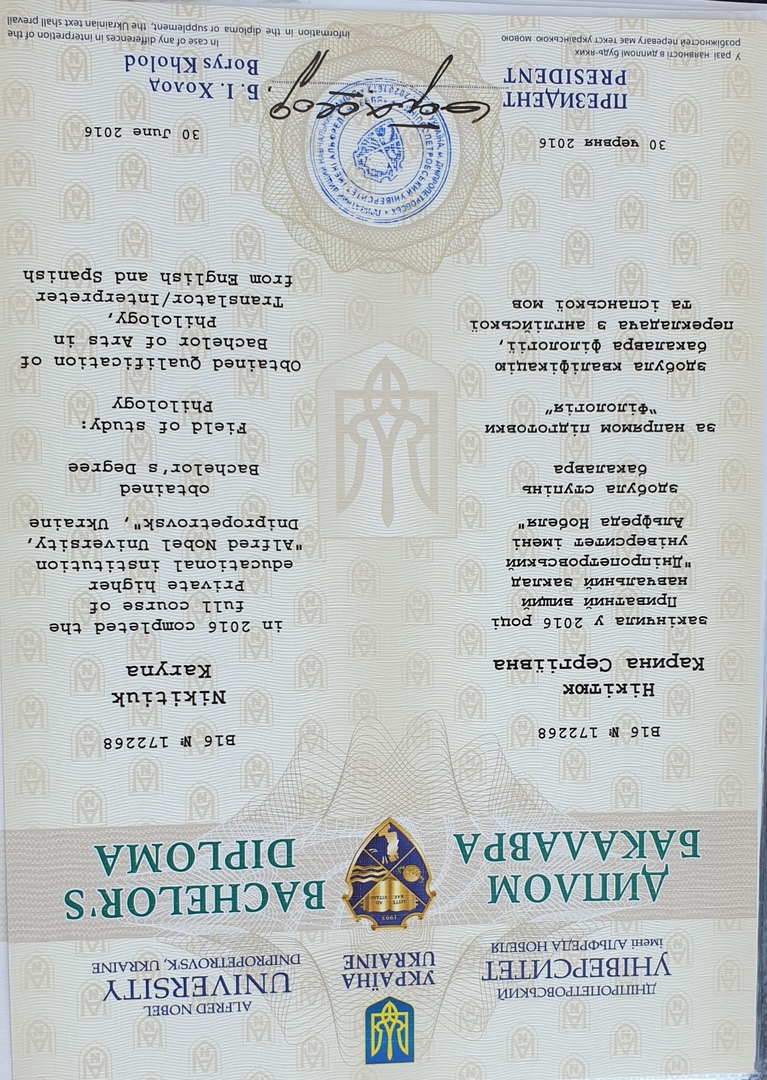 ДНІПРОПЕТРОВСЬКИЙ
УНІВЕРСИТЕТ
імені АЛЬФРЕДА НОБЕЛЯ
УКРАЇНА
UKRAINE
ALFRED NOBEL
UNIVERSITY
DNIPROPETROVS'K, UKRAINE
ДИПЛОМ
БАКАЛАВРА
1993
BACHELOR'S
DIPLOMA
В16 № 172268
Нікітюк
Карина Сергіївна
закінчила у 2016 році
Приватний вищий
навчальний заклад
"Дніпропетровський
університет імені
Альфреда Нобеля"
здобула ступінь
бакалавра
за напрямом підготовки
"Філологія"
здобула кваліфікацію
бакалавра філології,
перекладача з англійської
та іспанської мов
30 червня 2016
ПРЕЗИДЕНТ
PRESIDENT
У разі наявності в дипломі будь-яких
розбіжностей перевагу має текст українською мовою
B16 № 172268
Nikitiuk
Karyna
in 2016 completed the
full course of
Private higher
educational institution
"Alfred Nobel University,
Dnipropetrovsk", Ukraine
obtained
Bachelor's Degree
Field of study:
Philology
Obtained Qualification of
Bachelor of Arts in
Philology,
Translator/Interpreter
from English and Spanish
30 June 2016
Б. І. Холод
Borys Kholod
In case of any differences in interpretion of the
information in the diploma or supplement, the Ukrainian text shall prevail